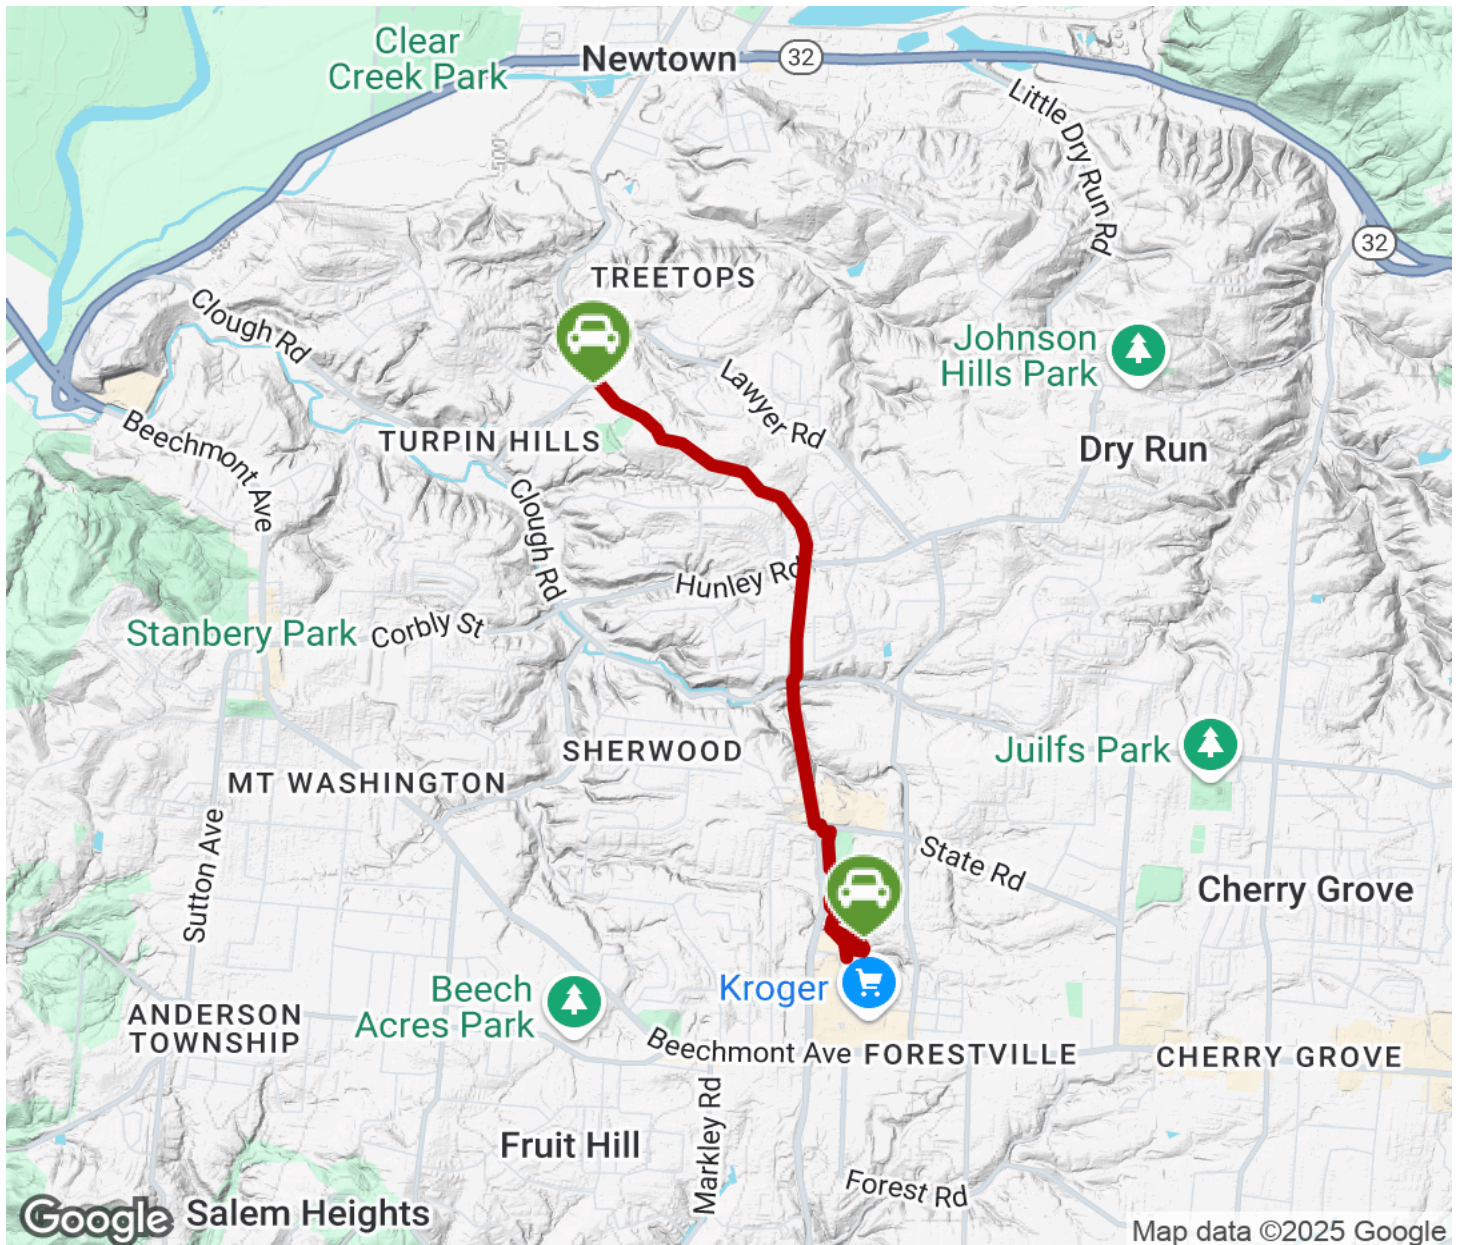 Clear
Creek Park
Newtown
32
Little Dry Run Rd
32
TREETOPS
Clough Rd
Johnson
Hills Park
Lawyer Rd
Beechmont Ave
TURPIN HILLS
Dry Run
Clough Rd
Hunley Rd
Stanbery Park
Corbly St
SHERWOOD
Juilfs Park
MT WASHINGTON
Sutton Ave
State Rd
Cherry Grove
Beech
Acres Park
Kroger
ANDERSON
TOWNSHIP
Beechmont Ave
FORESTVILLE
CHERRY GROVE
Markley Rd
Fruit Hill
Forest Rd
Google
Salem Heights
Map data ©2025 Google